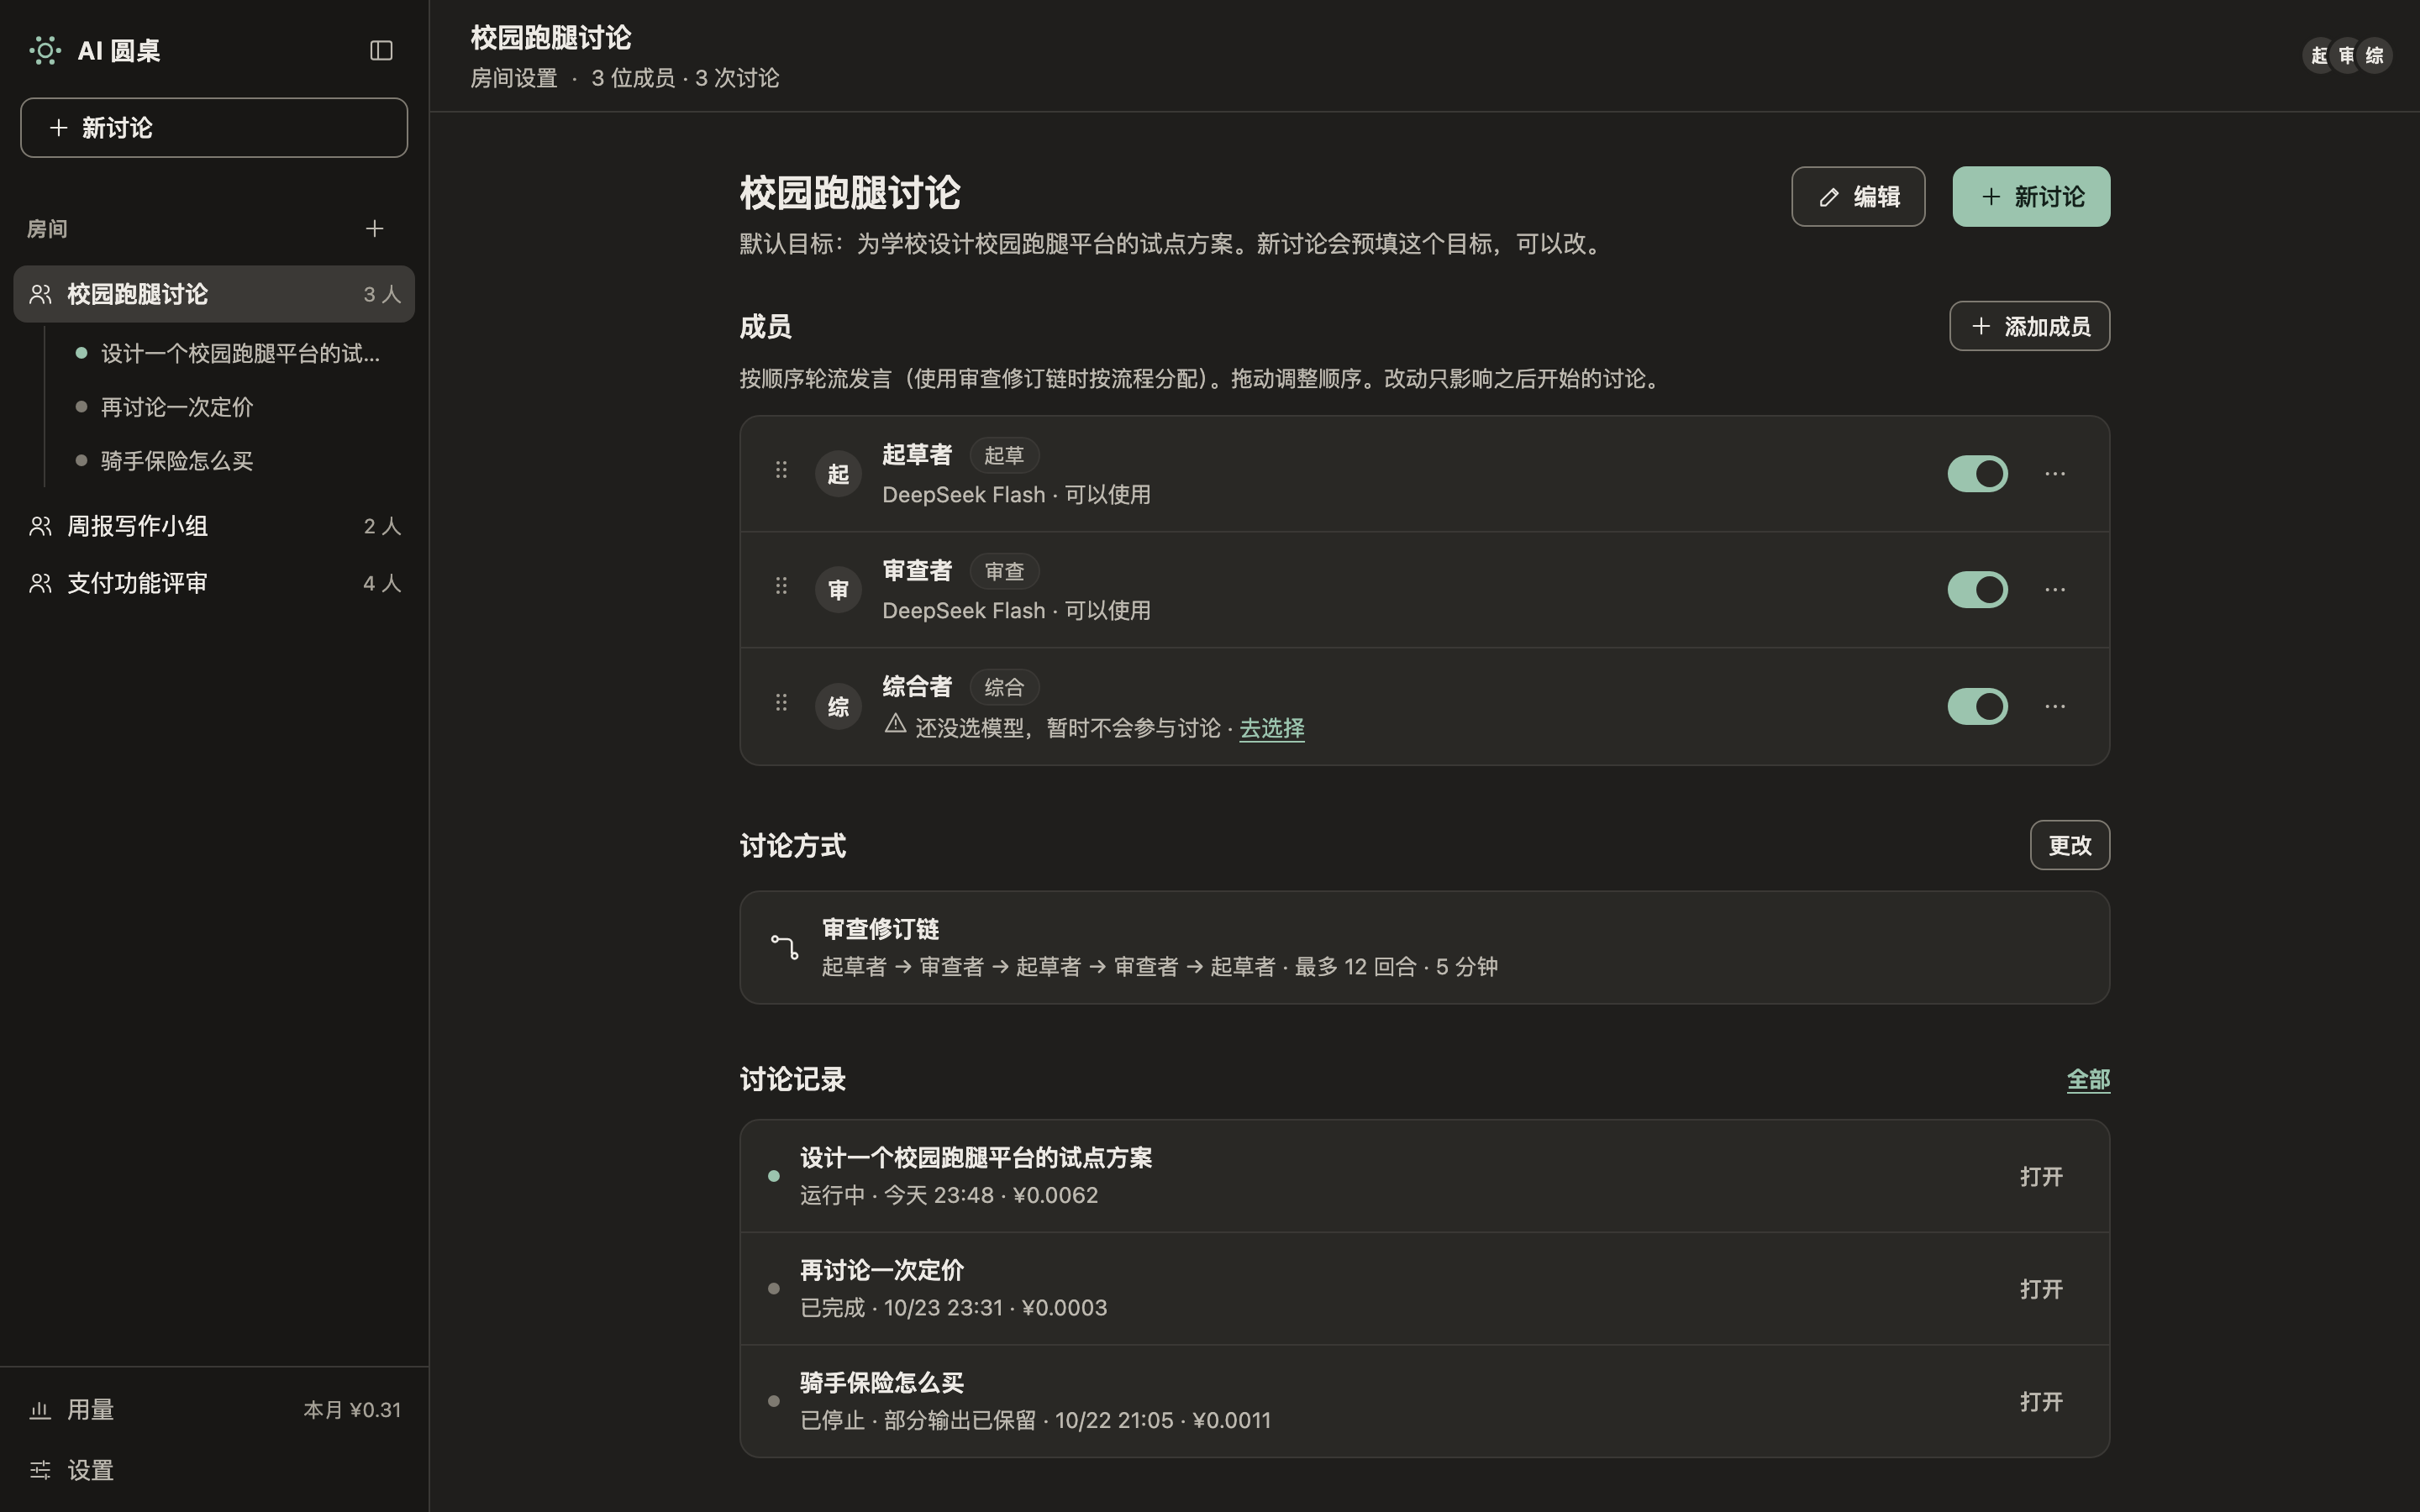 AI 圆桌
新讨论
房间
校园跑腿讨论 3 人
设计一个校园跑腿平台的试...
再讨论一次定价
骑手保险怎么买
周报写作小组 2 人
支付功能评审 4 人
用量 本月 ¥0.31
设置
校园跑腿讨论
房间设置 · 3 位成员 · 3 次讨论
起 审 综
校园跑腿讨论
编辑
新讨论
默认目标：为学校设计校园跑腿平台的试点方案。新讨论会预填这个目标，可以改。
成员
添加成员
按顺序轮流发言（使用审查修订链时按流程分配）。拖动调整顺序。改动只影响之后开始的讨论。
起 起草者 起草
DeepSeek Flash · 可以使用
审 审查者 审查
DeepSeek Flash · 可以使用
综 综合者 综合
还没选模型，暂时不会参与讨论 · 去选择
讨论方式
更改
审查修订链
起草者 → 审查者 → 起草者 → 审查者 → 起草者 · 最多 12 回合 · 5 分钟
讨论记录
全部
设计一个校园跑腿平台的试点方案
运行中 · 今天 23:48 · ¥0.0062
打开
再讨论一次定价
已完成 · 10/23 23:31 · ¥0.0003
打开
骑手保险怎么买
已停止 · 部分输出已保留 · 10/22 21:05 · ¥0.0011
打开